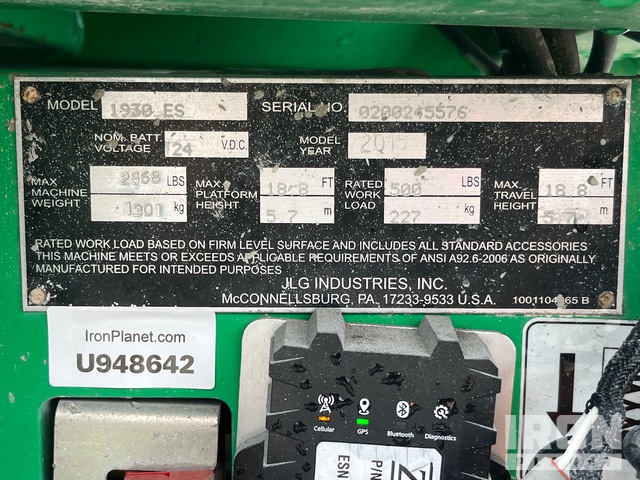 MODEL 1930 ES SERIAL NO. 0200245576
NOM. BATT. VOLTAGE 24 V.D.C. MODEL YEAR
MAX MACHINE WEIGHT 2868 LBS 1301 kg
MAX. PLATFORM HEIGHT 18.8 FT 5.7 m
RATED WORK LOAD 500 LBS 227 kg
MAX. TRAVEL HEIGHT 18.8 FT 5.7 m
RATED WORK LOAD BASED ON FIRM LEVEL SURFACE AND INCLUDES ALL STANDARD ACCESSORIES
THIS MACHINE MEETS OR EXCEEDS APPLICABLE REQUIREMENTS OF ANSI A92.6-2006 AS ORIGINALLY
MANUFACTURED FOR INTENDED PURPOSES
JLG INDUSTRIES, INC.
McCONNELLSBURG, PA. 17233-9533 U.S.A.
IronPlanet.com
U948642
Cellular GPS Bluetooth Diagnostics
P/N
ESN
IRON